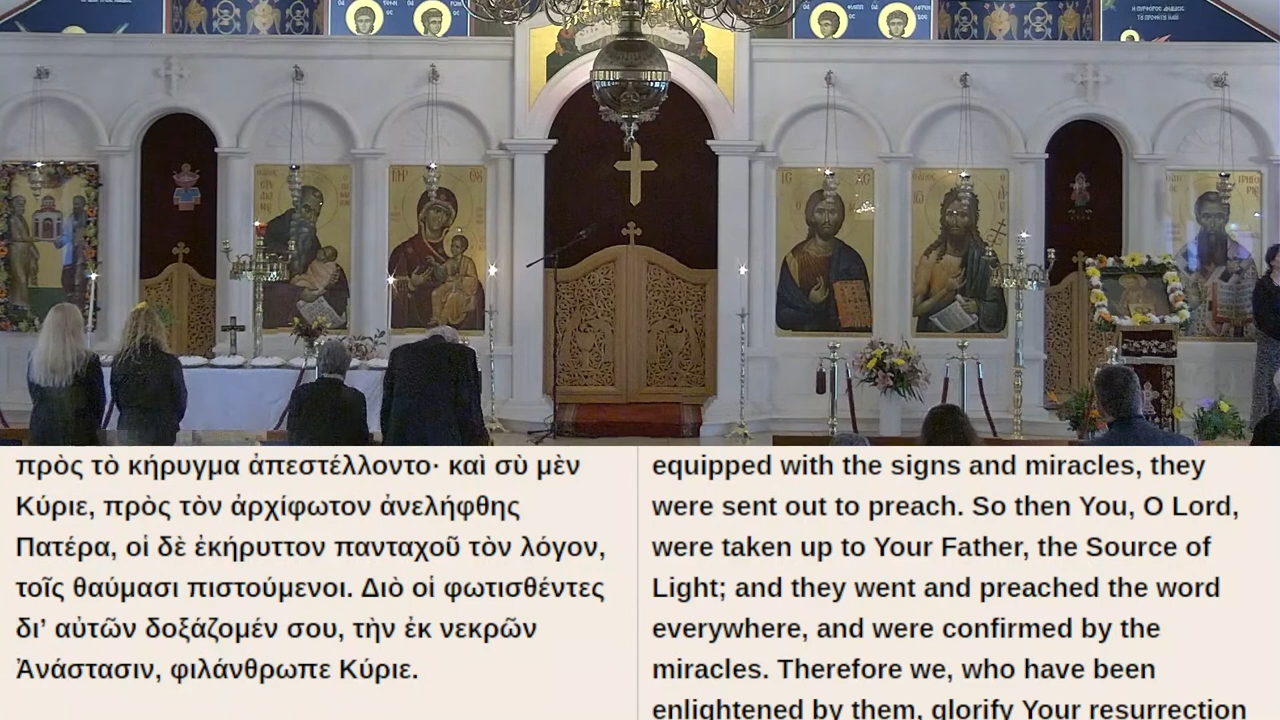 πρὸς τὸ κήρυγμα ἀπεστέλλοντο· καὶ σὺ μὲν
Κύριε, πρὸς τὸν ἀρχίφωτον ἀνελήφθης
Πατέρα, οἱ δὲ ἐκήρυττον πανταχοῦ τὸν λόγον,
τοῖς θαύμασι πιστούμενοι. Διὸ οἱ φωτισθέντες
δι’ αὐτῶν δοξάζομέν σου, τὴν ἐκ νεκρῶν
Ἀνάστασιν, φιλάνθρωπε Κύριε.
equipped with the signs and miracles, they
were sent out to preach. So then You, O Lord,
were taken up to Your Father, the Source of
Light; and they went and preached the word
everywhere, and were confirmed by the
miracles. Therefore we, who have been
enlightened by them, glorify Your resurrection